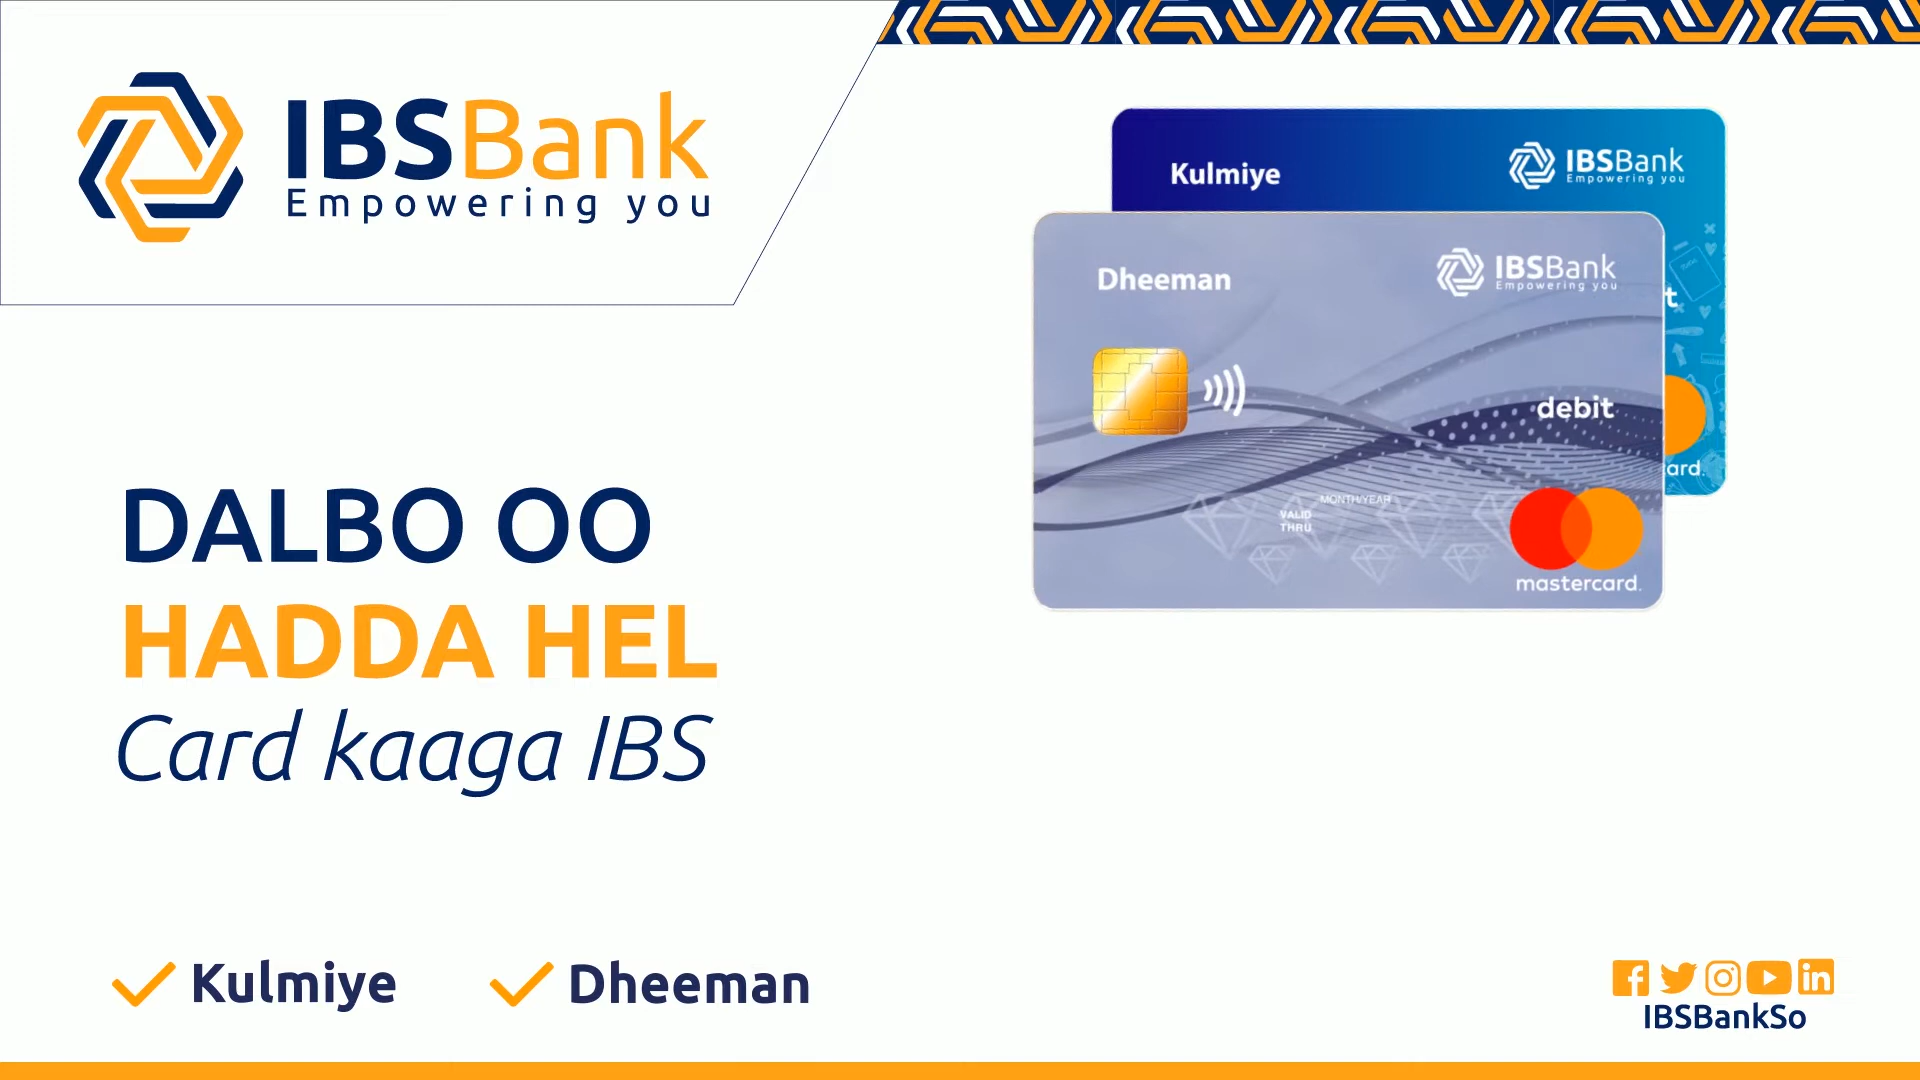 IBSBank
Empowering you
Kulmiye
IBSBank
Empowering you
Dheeman
IBSBank
Empowering you
debit
MONTH/YEAR
VALID
THRU
mastercard.
t
ard.
DALBO OO
HADDA HEL
Card kaaga IBS
Kulmiye
Dheeman
IBSBankSo